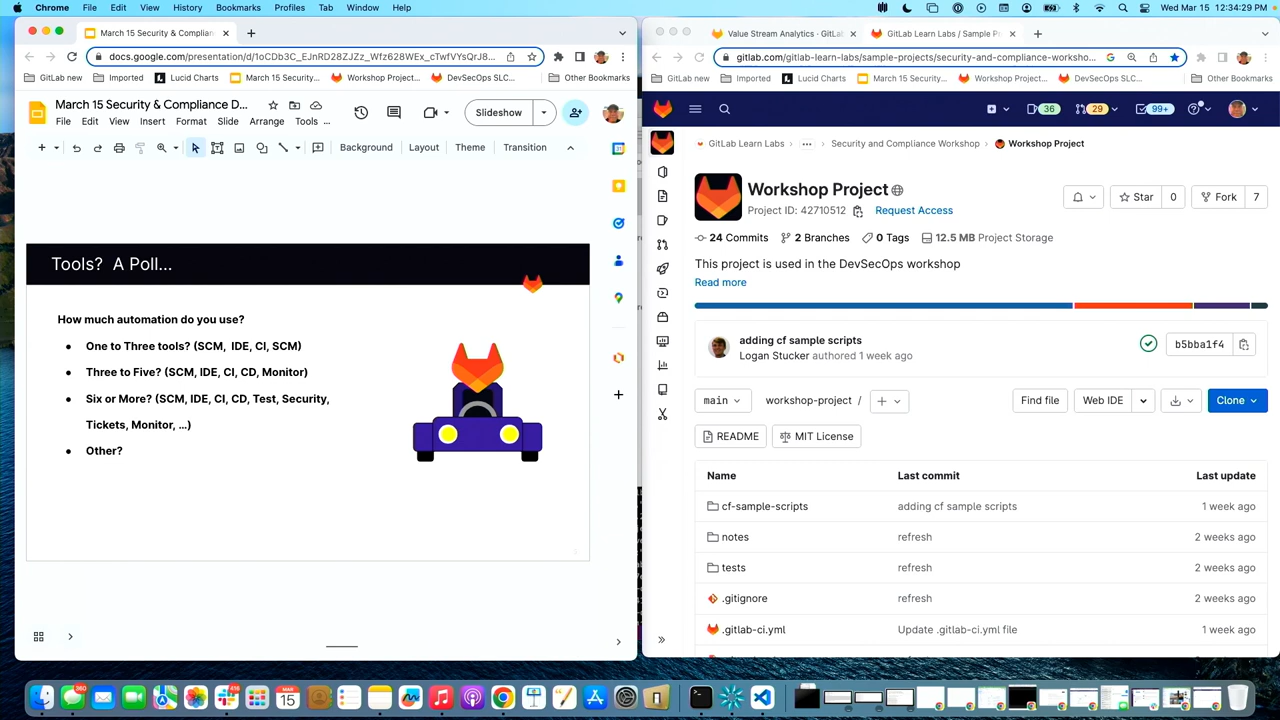 Chrome File Edit View History Bookmarks Profiles Tab Window Help Wed Mar 15 12:34:29 PM
March 15 Security & Complian
docs.google.com/presentation/d/1oCDb3C_EJnRD28ZJZz_Wfz628WEx_cTwfVYsQrJ8...
GitLab new Imported Lucid Charts March 15 Security... Workshop Project... DevSecOps SLC... Other Bookmarks
March 15 Security & Compliance D...
File Edit View Insert Format Slide Arrange Tools ...
Slideshow
Background Layout Theme Transition
Tools? A Poll...
How much automation do you use?
● One to Three tools? (SCM, IDE, CI, SCM)
● Three to Five? (SCM, IDE, CI, CD, Monitor)
● Six or More? (SCM, IDE, CI, CD, Test, Security,
Tickets, Monitor, ...)
● Other?
Value Stream Analytics · GitLab
GitLab Learn Labs / Sample P
gitlab.com/gitlab-learn-labs/sample-projects/security-and-compliance-worksho...
GitLab new Imported Lucid Charts March 15 Security... Workshop Project... DevSecOps SLC... Other Bookmarks
36 29 99+
GitLab Learn Labs > ... > Security and Compliance Workshop > Workshop Project
Workshop Project
Project ID: 42710512 Request Access
Star 0 Fork 7
24 Commits 2 Branches 0 Tags 12.5 MB Project Storage
This project is used in the DevSecOps workshop
Read more
adding cf sample scripts
Logan Stucker authored 1 week ago
b5bba1f4
main workshop-project / + Find file Web IDE Clone
README MIT License
Name Last commit Last update
cf-sample-scripts adding cf sample scripts 1 week ago
notes refresh 2 weeks ago
tests refresh 2 weeks ago
.gitignore refresh 2 weeks ago
.gitlab-ci.yml Update .gitlab-ci.yml file 1 week ago
360 416 MAR 15